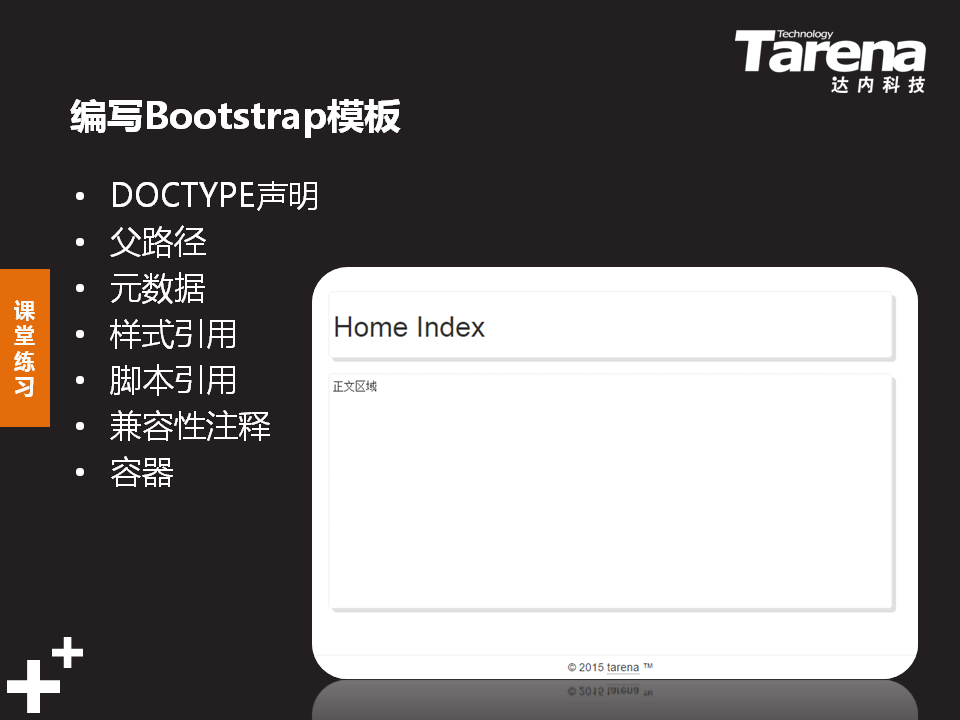 Technology
Tarena
达内科技
编写Bootstrap模板
• DOCTYPE声明
• 父路径
• 元数据
• 样式引用
• 脚本引用
• 兼容性注释
• 容器
课堂练习
Home Index
正文区域
© 2015 tarena ™